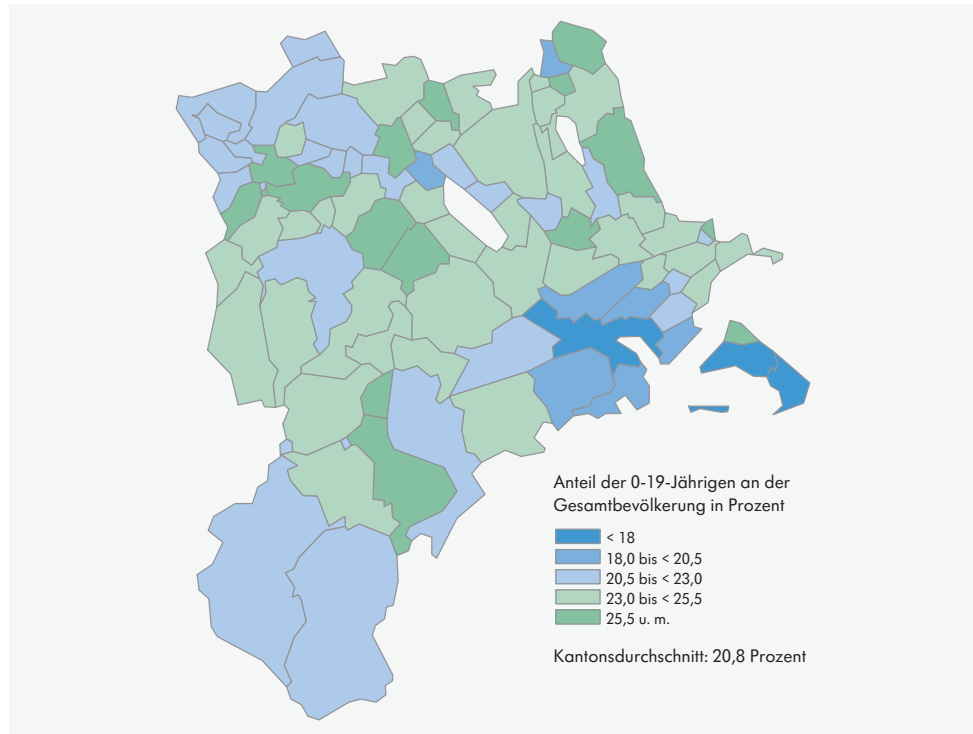 Anteil der 0-19-Jährigen an der
Gesamtbevölkerung in Prozent
< 18
18,0 bis < 20,5
20,5 bis < 23,0
23,0 bis < 25,5
25,5 u. m.
Kantonsdurchschnitt: 20,8 Prozent